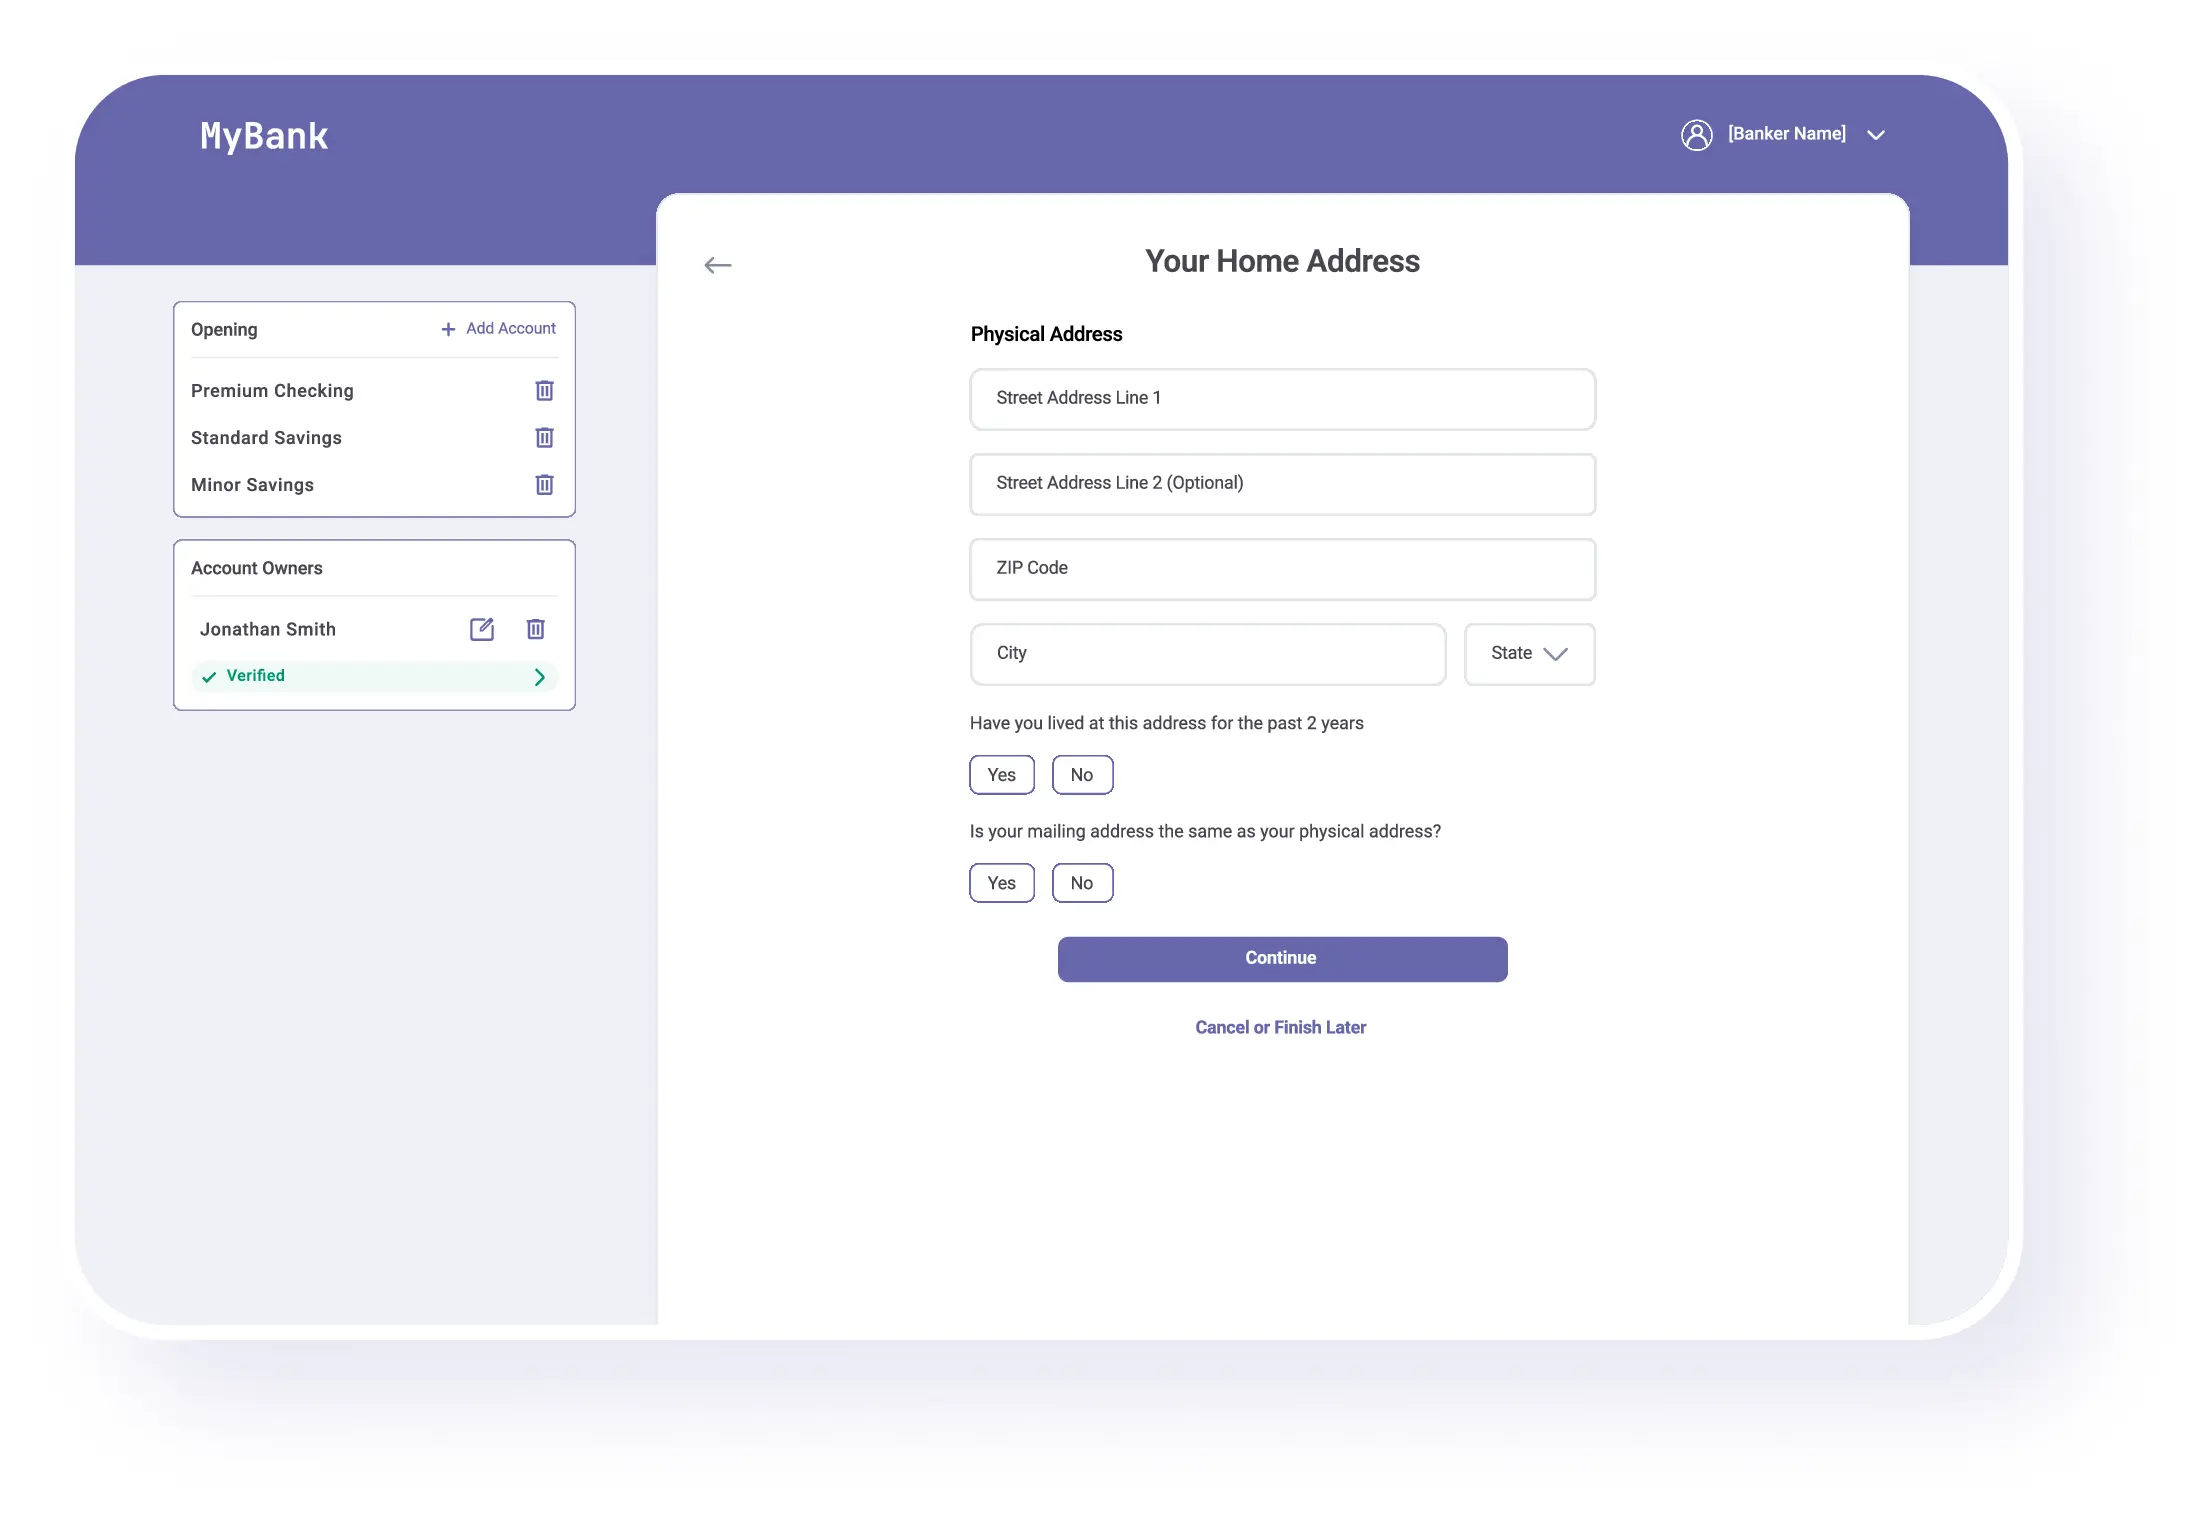 MyBank
[Banker Name]
Opening
+ Add Account
Premium Checking
Standard Savings
Minor Savings
Account Owners
Jonathan Smith
Verified
Your Home Address
Physical Address
Street Address Line 1
Street Address Line 2 (Optional)
ZIP Code
City
State
Have you lived at this address for the past 2 years
Yes
No
Is your mailing address the same as your physical address?
Yes
No
Continue
Cancel or Finish Later